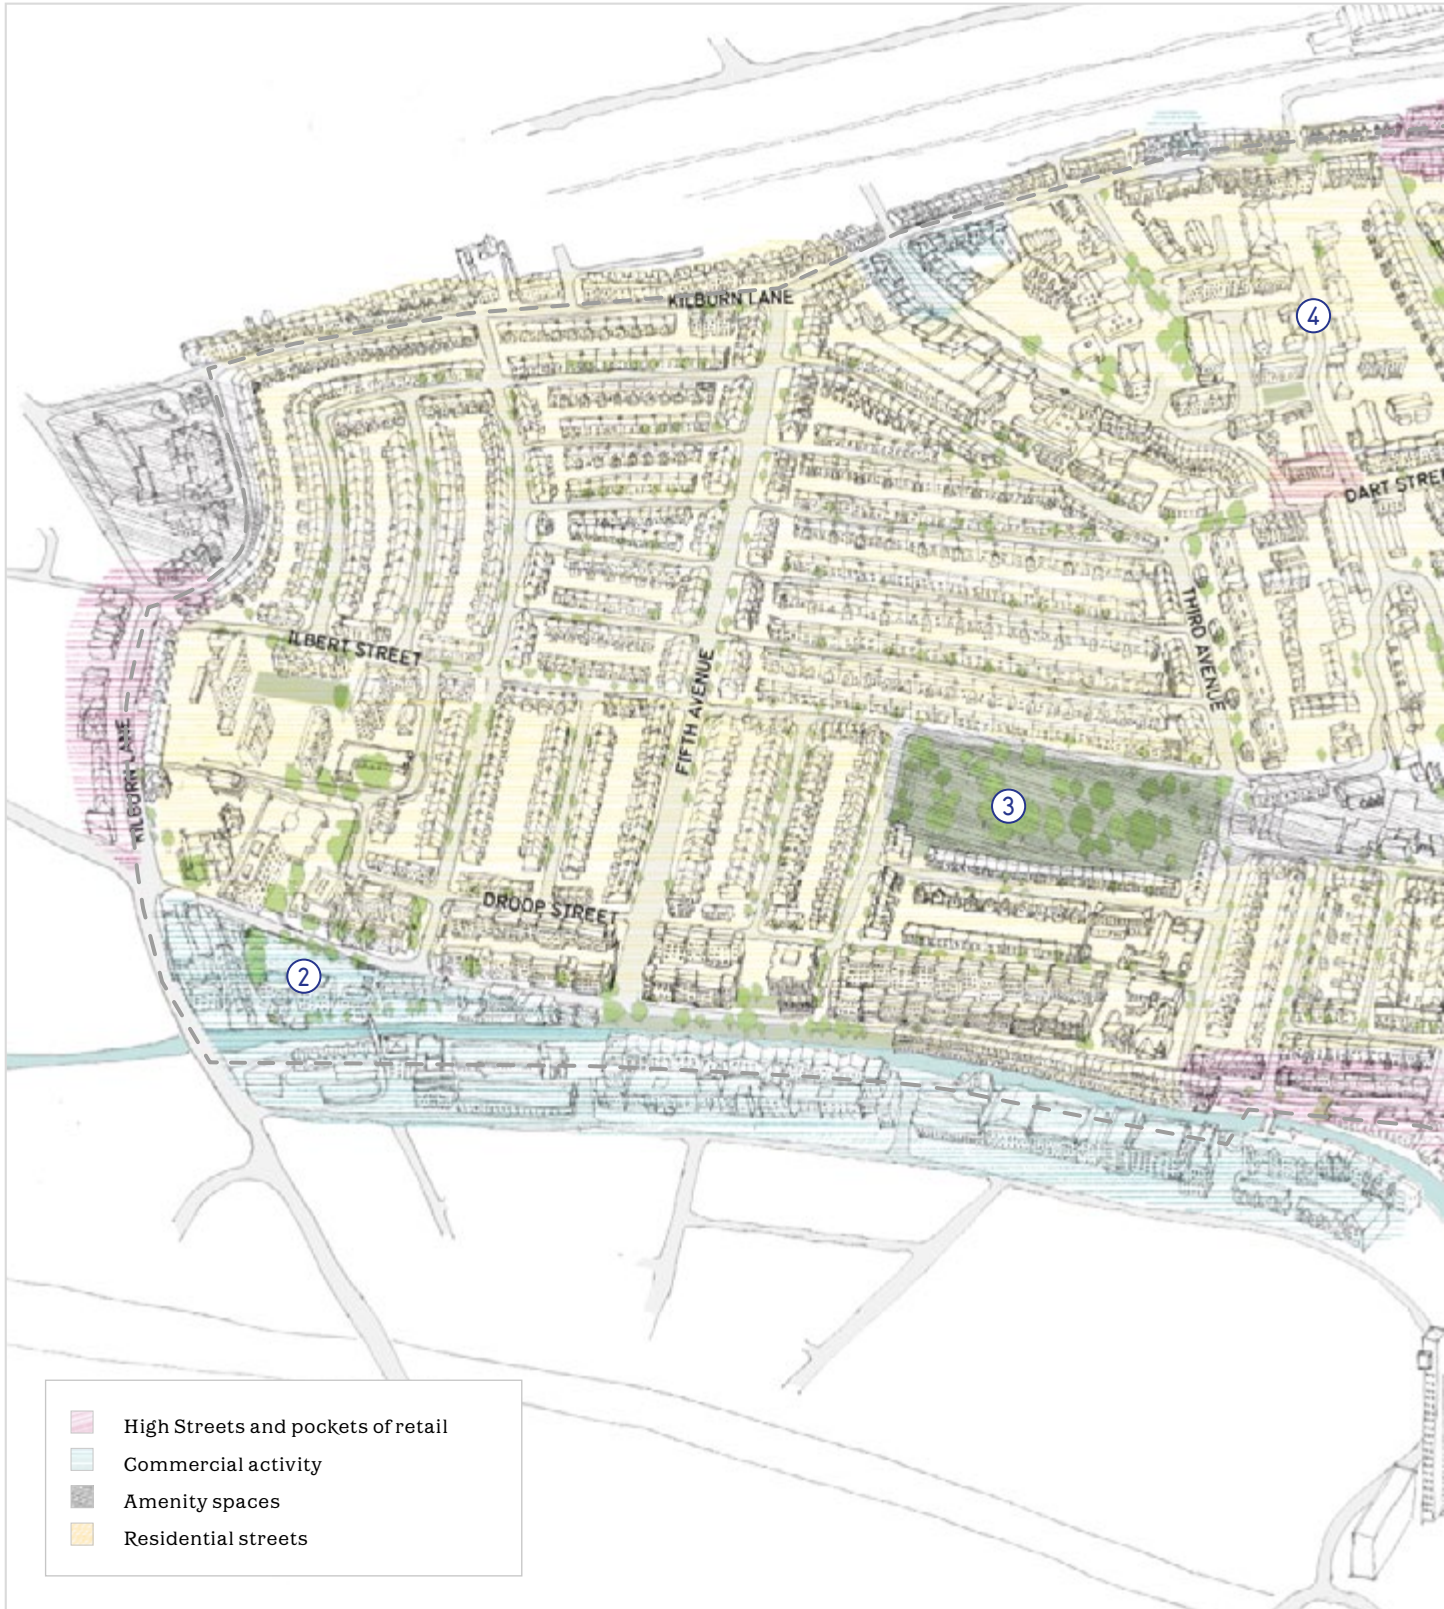 KILBURN LANE
4
DART STREE
ILBERT STREET
THIRD AVENUE
FIFTH AVENUE
KILBURN LANE
3
DROOP STREET
2
High Streets and pockets of retail
Commercial activity
Amenity spaces
Residential streets